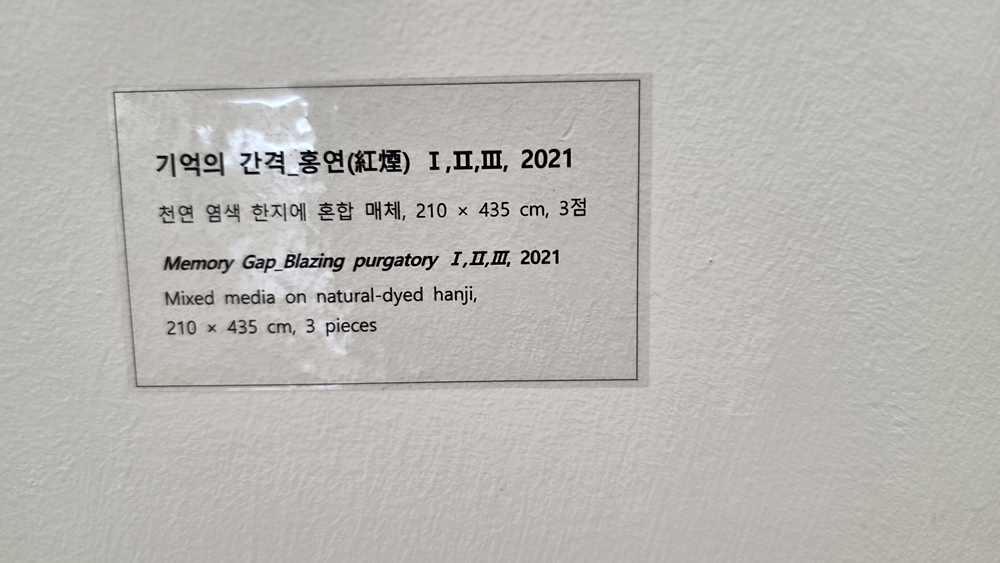 기억의 간격_홍연(紅煙) Ⅰ,Ⅱ,Ⅲ, 2021
천연 염색 한지에 혼합 매체, 210 × 435 cm, 3점
Memory Gap_Blazing purgatory Ⅰ,Ⅱ,Ⅲ, 2021
Mixed media on natural-dyed hanji,
210 × 435 cm, 3 pieces